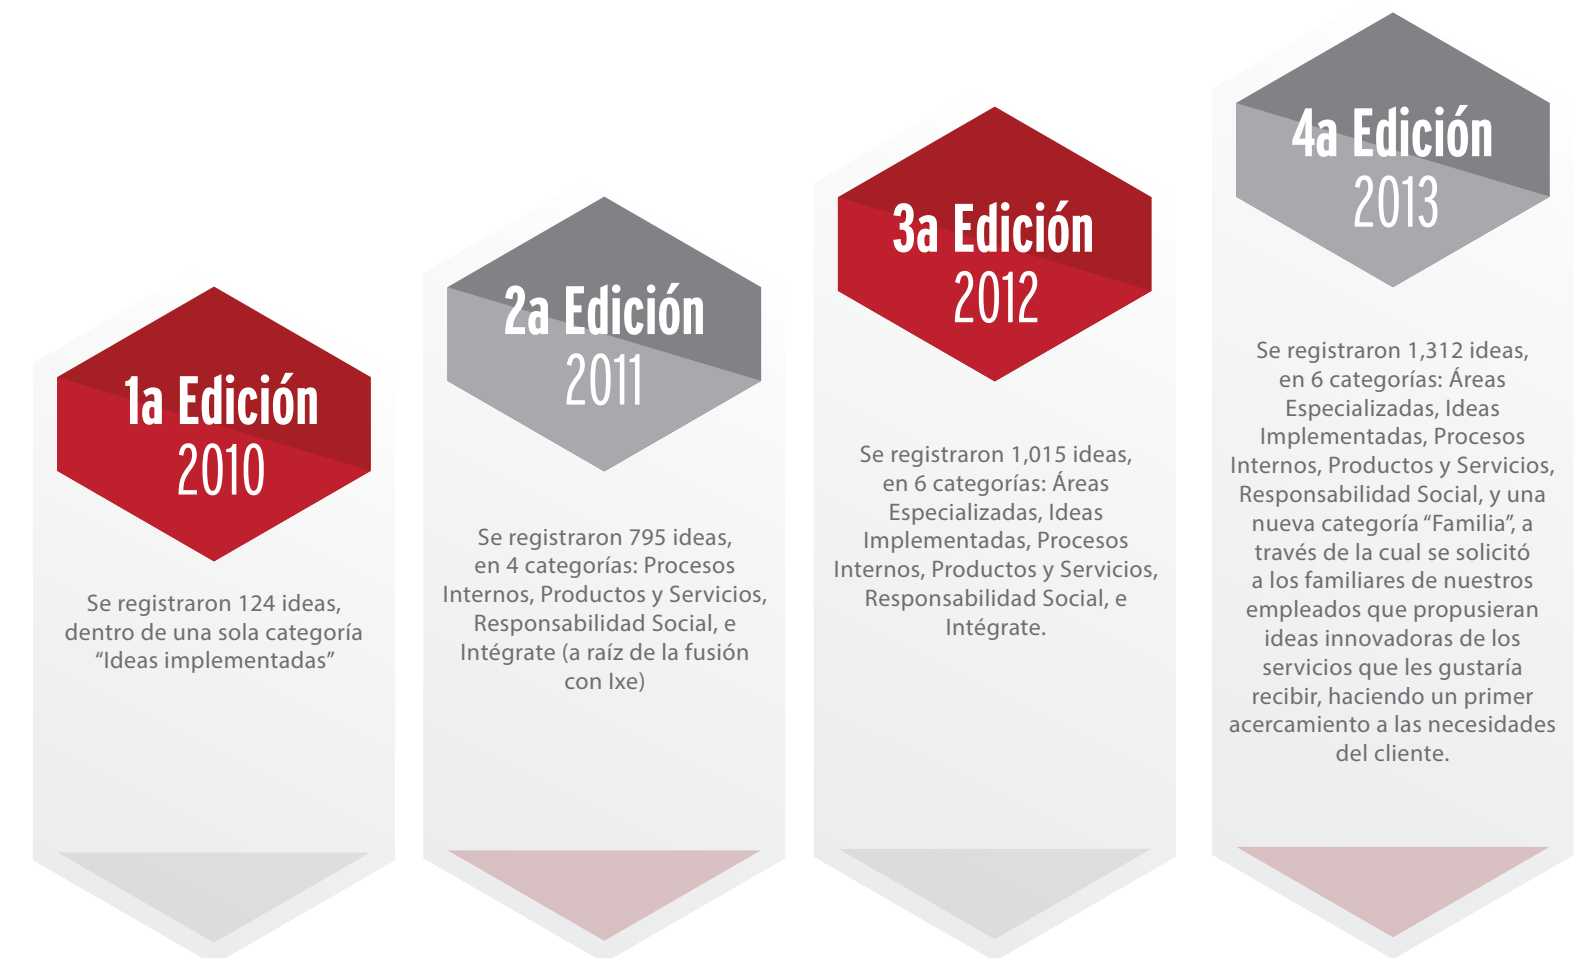 1a Edición
2010
Se registraron 124 ideas,
dentro de una sola categoría
“Ideas implementadas”
2a Edición
2011
Se registraron 795 ideas,
en 4 categorías: Procesos
Internos, Productos y Servicios,
Responsabilidad Social, e
Intégrate (a raíz de la fusión
con Ixe)
3a Edición
2012
Se registraron 1,015 ideas,
en 6 categorías: Áreas
Especializadas, Ideas
Implementadas, Procesos
Internos, Productos y Servicios,
Responsabilidad Social, e
Intégrate.
4a Edición
2013
Se registraron 1,312 ideas,
en 6 categorías: Áreas
Especializadas, Ideas
Implementadas, Procesos
Internos, Productos y Servicios,
Responsabilidad Social, y una
nueva categoría “Familia”, a
través de la cual se solicitó
a los familiares de nuestros
empleados que propusieran
ideas innovadoras de los
servicios que les gustaría
recibir, haciendo un primer
acercamiento a las necesidades
del cliente.